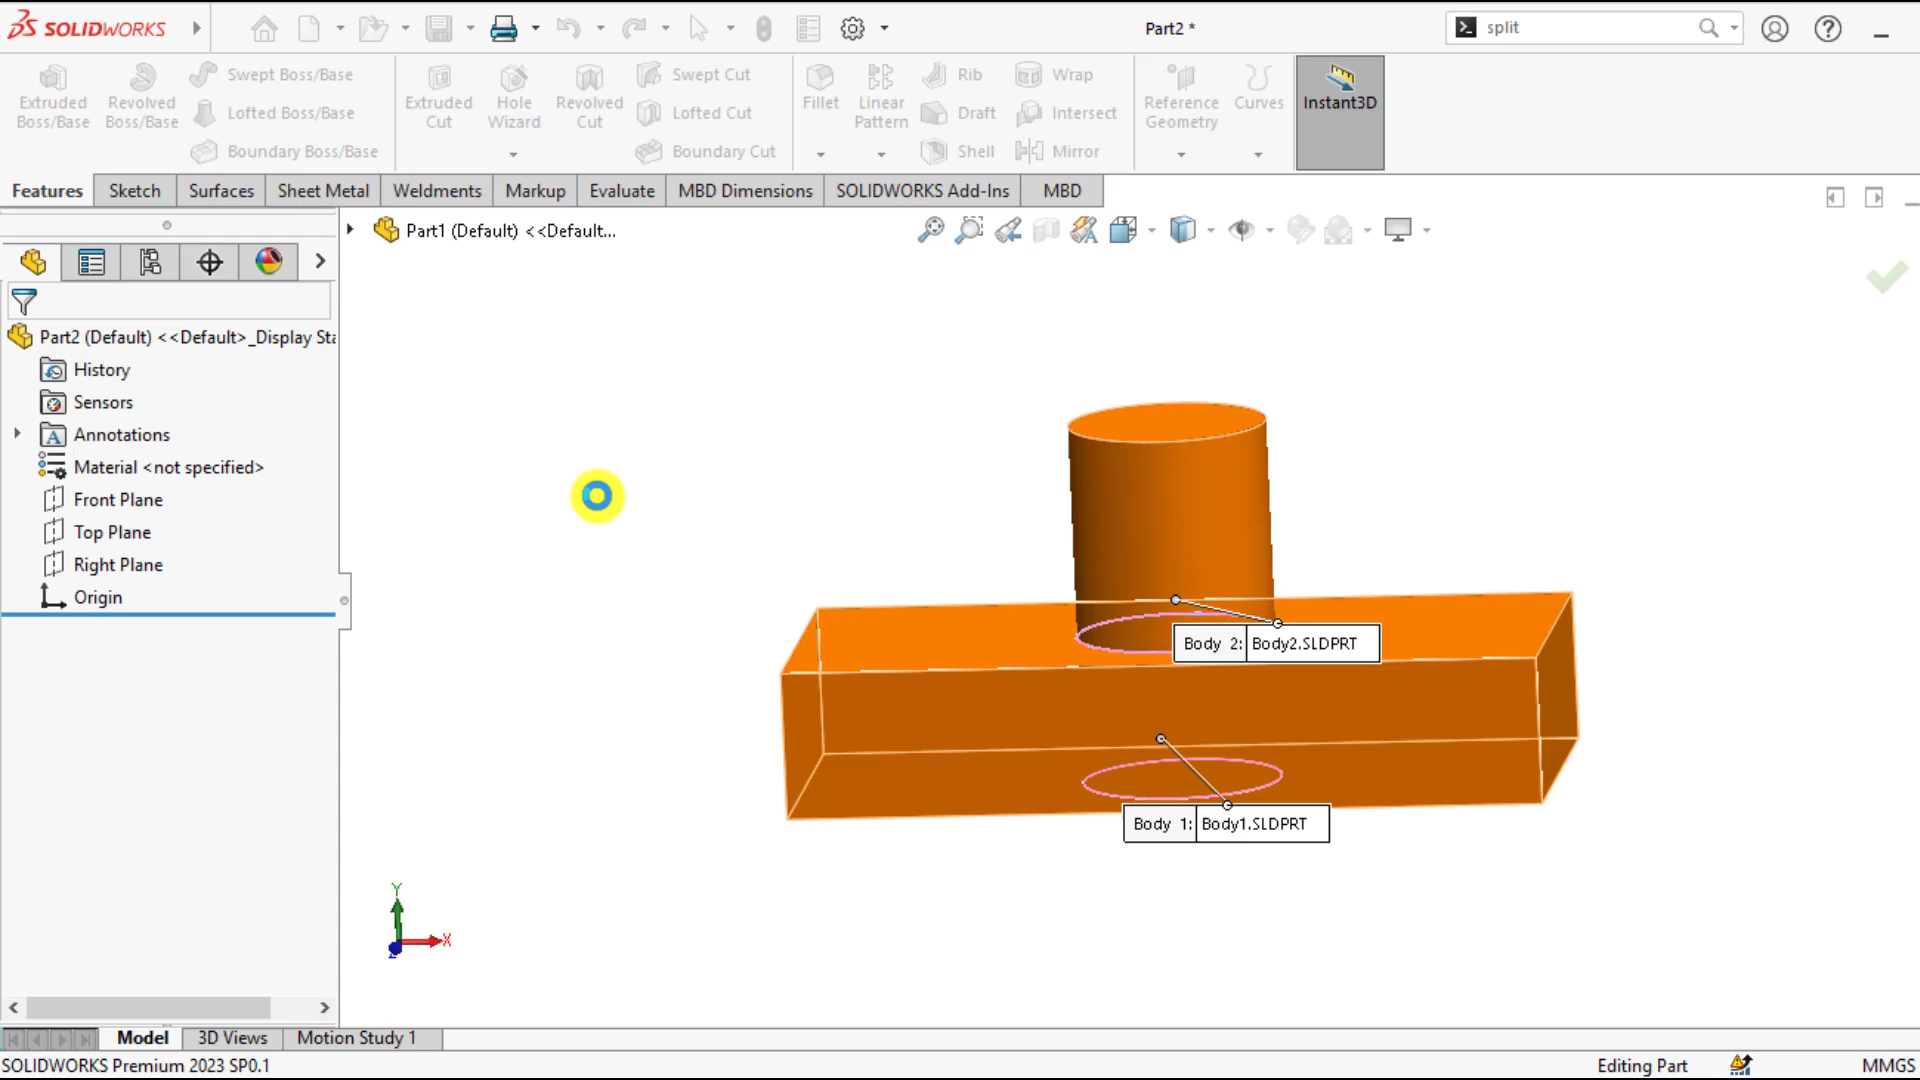 SOLIDWORKS
Part2 *
split
Extruded Boss/Base
Revolved Boss/Base
Swept Boss/Base
Lofted Boss/Base
Boundary Boss/Base
Extruded Cut
Hole Wizard
Revolved Cut
Swept Cut
Lofted Cut
Boundary Cut
Fillet
Linear Pattern
Rib
Draft
Shell
Wrap
Intersect
Mirror
Reference Geometry
Curves
Instant3D
Features
Sketch
Surfaces
Sheet Metal
Weldments
Markup
Evaluate
MBD Dimensions
SOLIDWORKS Add-Ins
MBD
Part1 (Default) <<Default...
Part2 (Default) <<Default>_Display Sta
History
Sensors
Annotations
Material <not specified>
Front Plane
Top Plane
Right Plane
Origin
Body 2: Body2.SLDPRT
Body 1: Body1.SLDPRT
Y
X
Z
Model
3D Views
Motion Study 1
SOLIDWORKS Premium 2023 SP0.1
Editing Part
MMGS